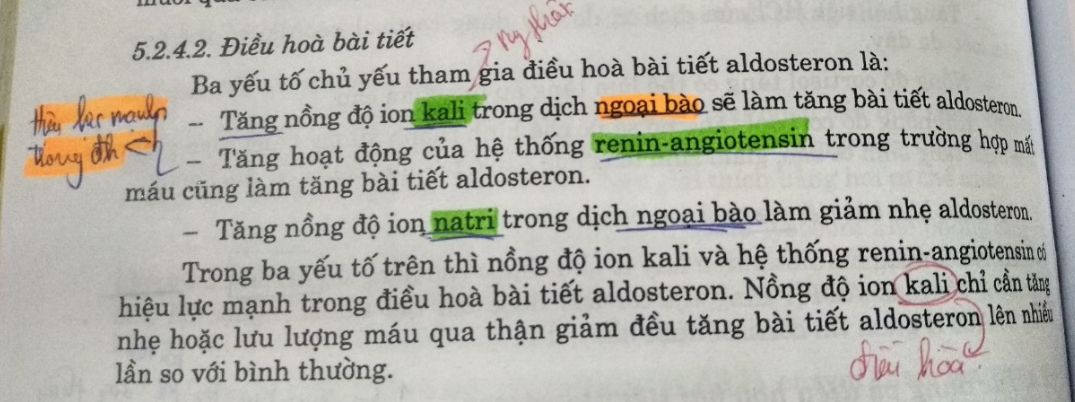 5.2.4.2. Điều hoà bài tiết
ng nhất
Ba yếu tố chủ yếu tham gia điều hoà bài tiết aldosteron là:
– Tăng nồng độ ion kali trong dịch ngoại bào sẽ làm tăng bài tiết aldosteron.
– Tăng hoạt động của hệ thống renin-angiotensin trong trường hợp mất
máu cũng làm tăng bài tiết aldosteron.
– Tăng nồng độ ion natri trong dịch ngoại bào làm giảm nhẹ aldosteron.
Trong ba yếu tố trên thì nồng độ ion kali và hệ thống renin-angiotensin có
hiệu lực mạnh trong điều hoà bài tiết aldosteron. Nồng độ ion kali chỉ cần tăng
nhẹ hoặc lưu lượng máu qua thận giảm đều tăng bài tiết aldosteron lên nhiều
lần so với bình thường.
hiệu lực mạnh
trong đh
điều hoà